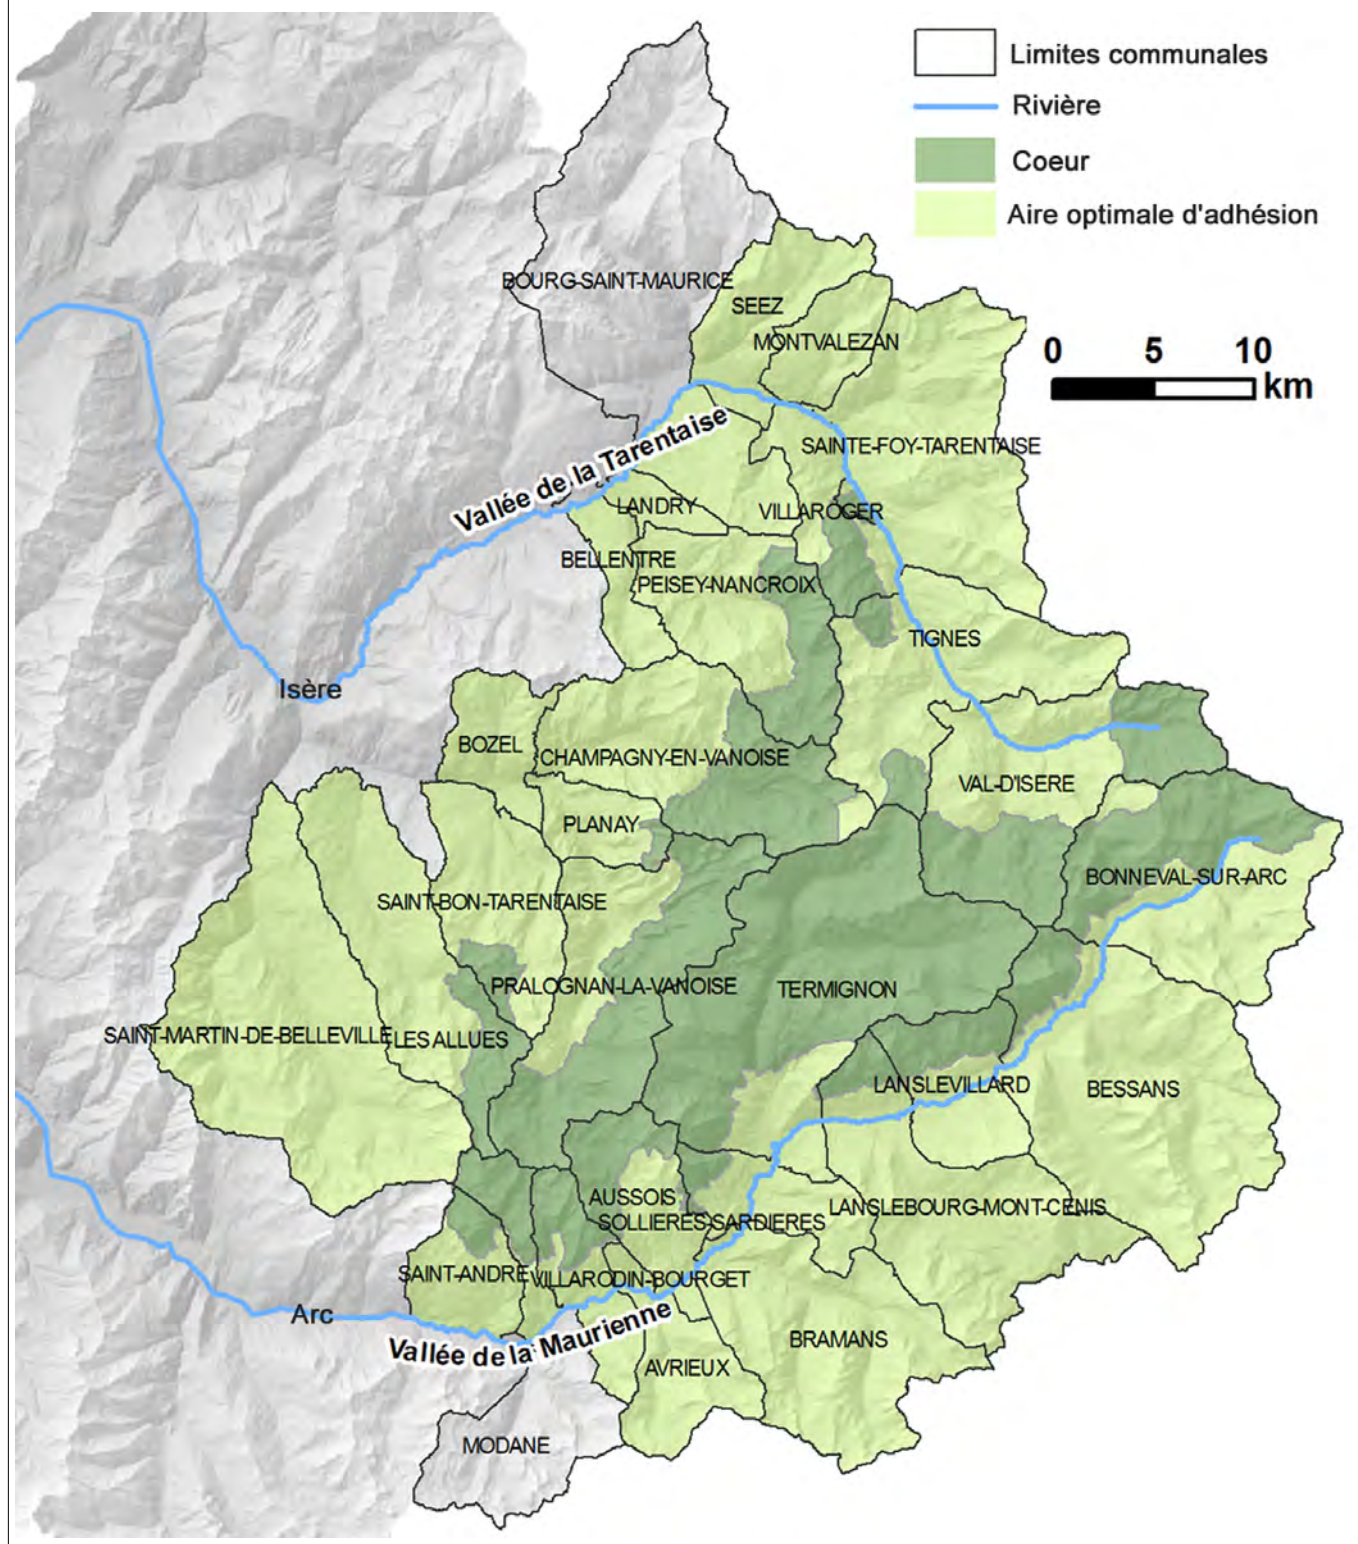 Limites communales
Rivière
Coeur
Aire optimale d'adhésion
0 5 10
km
BOURG-SAINT-MAURICE
SEEZ
MONTVALEZAN
SAINTE-FOY-TARENTAISE
Vallée de la Tarentaise
LANDRY
VILLAROGER
BELLENTRE
PEISEY-NANCROIX
TIGNES
Isère
BOZEL
CHAMPAGNY-EN-VANOISE
VAL-D'ISERE
PLANAY
BONNEVAL-SUR-ARC
SAINT-BON-TARENTAISE
PRALOGNAN-LA-VANOISE
TERMIGNON
SAINT-MARTIN-DE-BELLEVILLE
LES ALLUES
LANSLEVILLARD
BESSANS
AUSSOIS
SOLLIERES-SARDIERES
LANSLEBOURG-MONT-CENIS
SAINT-ANDRE
VILLARODIN-BOURGET
Arc
Vallée de la Maurienne
BRAMANS
AVRIEUX
MODANE